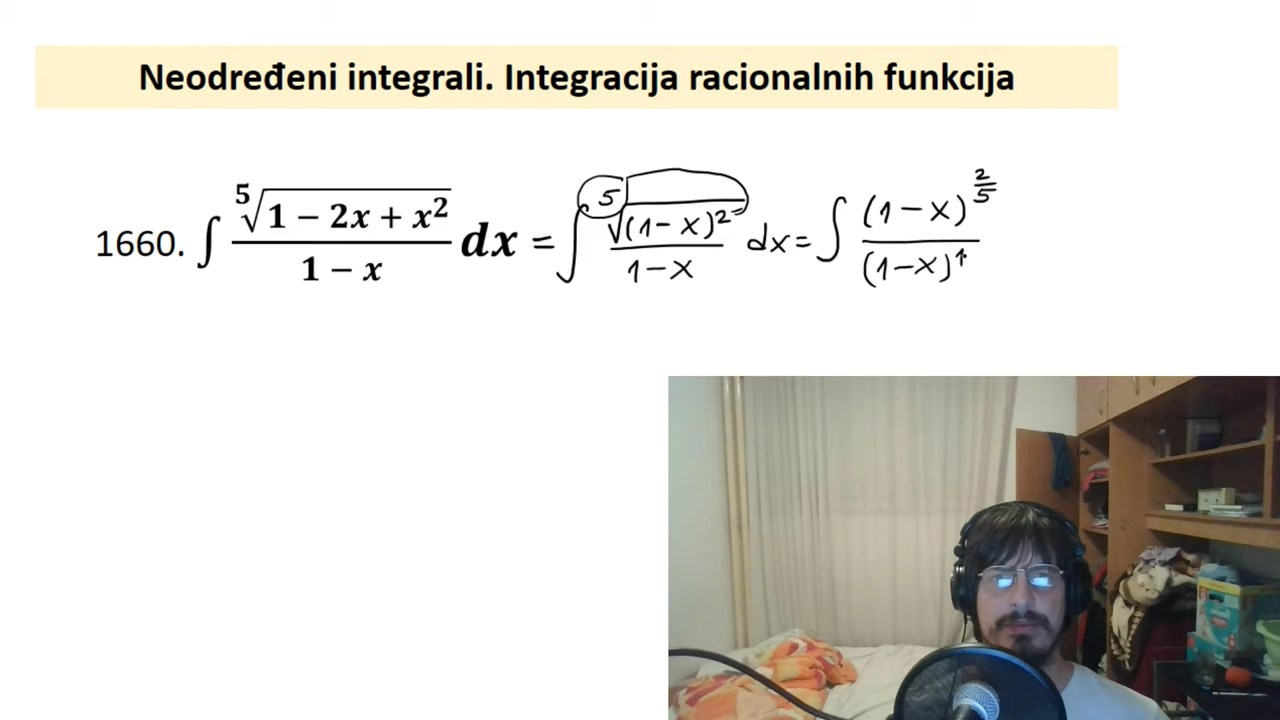 Neodređeni integrali. Integracija racionalnih funkcija
1660. ∫ ⁵√(1 − 2x + x²) / (1 − x) dx = ∫ ⁵√((1−x)²) / (1−x) dx = ∫ (1−x)^(2/5) / (1−x)¹